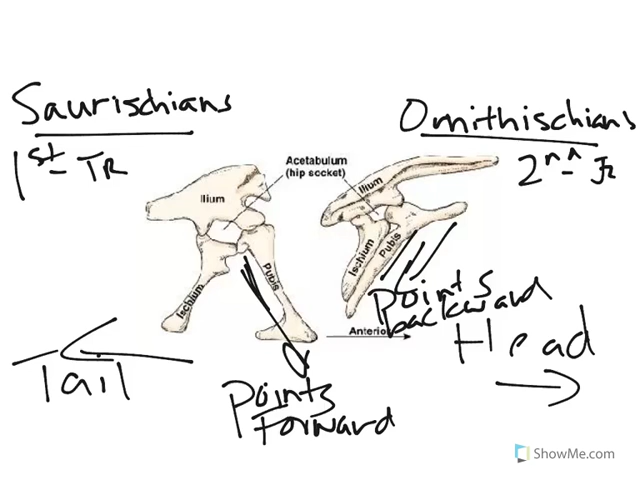 Saurischians
Ornithischians
1st - TR
2nd - Jr
Acetabulum
(hip socket)
Ilium
Ilium
Ischium
Pubis
Ischium
Pubis
Points
backward
Anterior
Head
Tail
Points
Forward
ShowMe.com